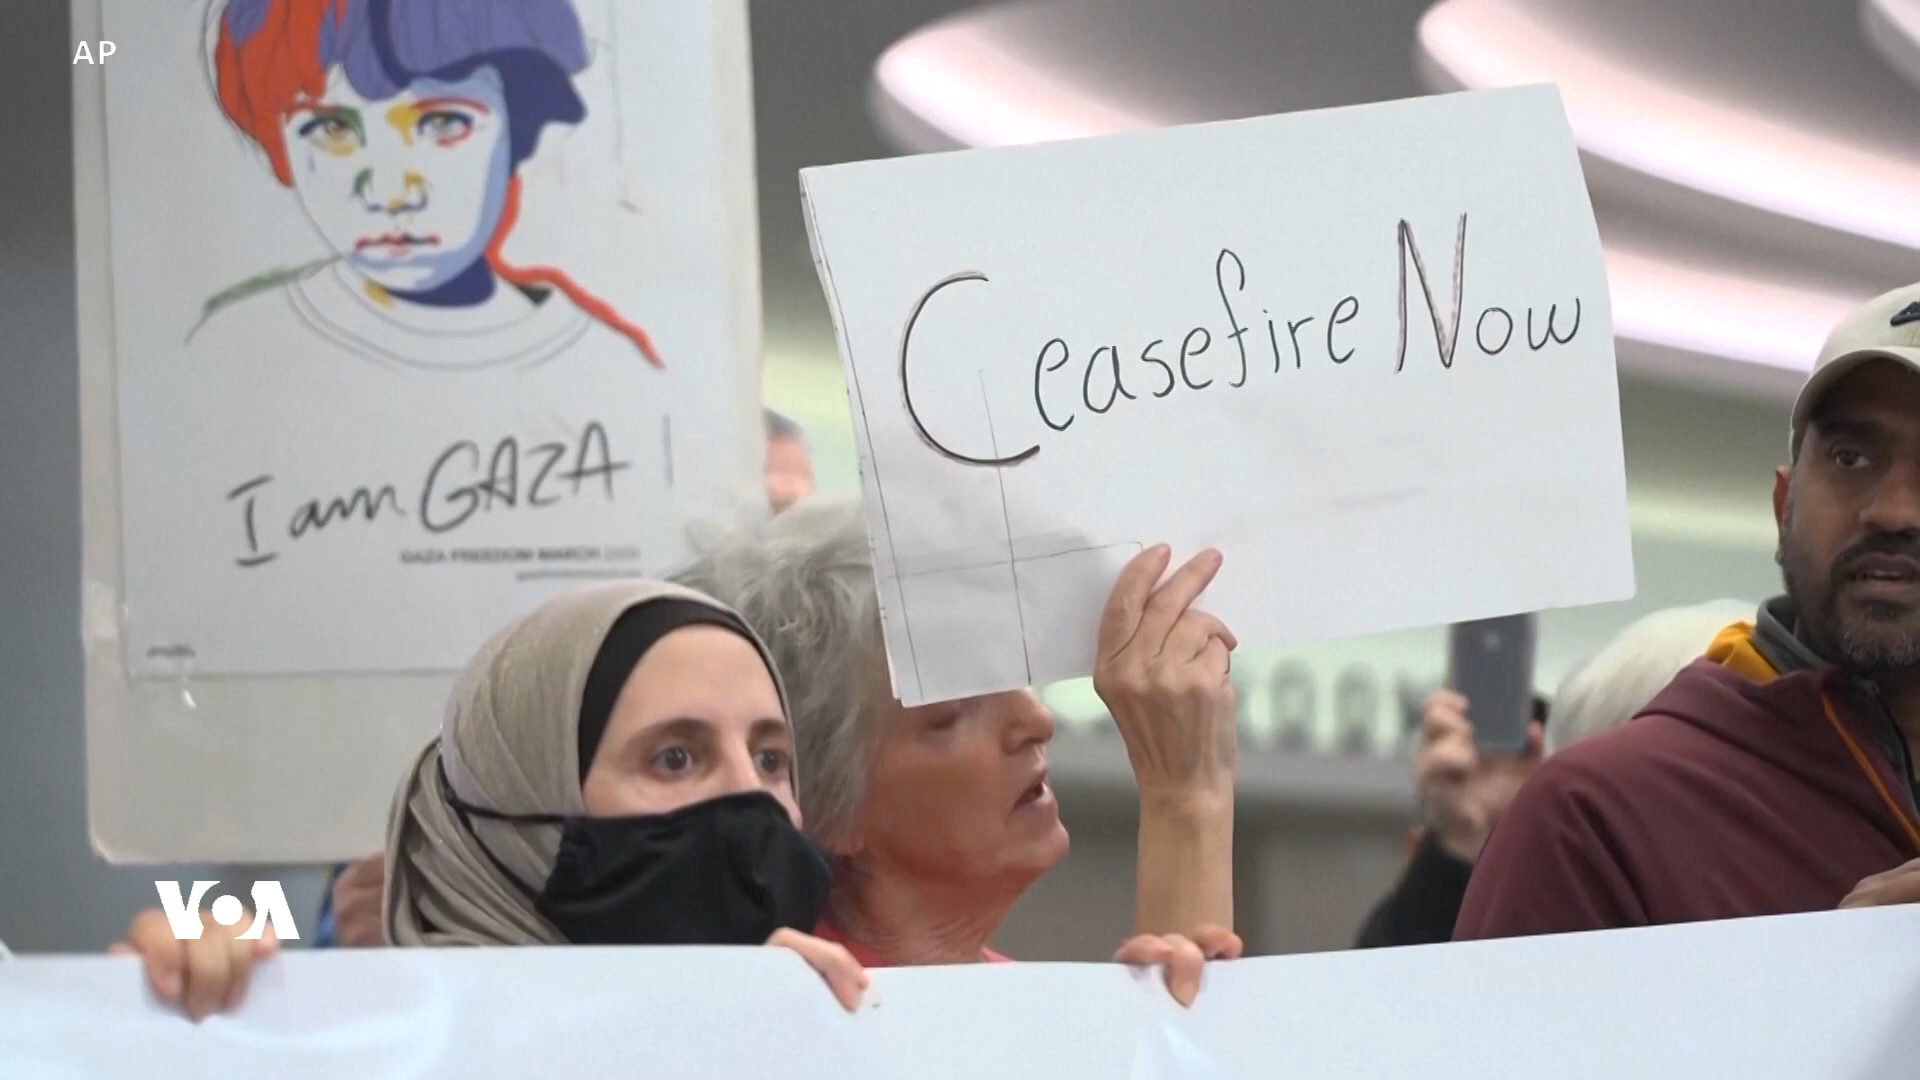 AP
Ceasefire Now
I am GAZA
GAZA FREEDOM MARCH
VOA